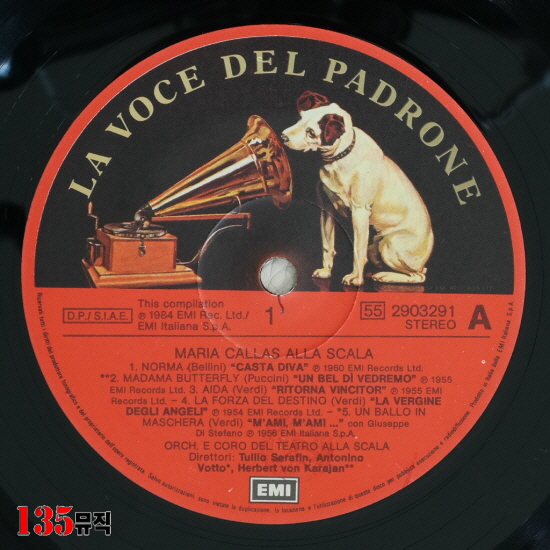 LA VOCE DEL PADRONE
D.P./S.I.A.E.
This compilation
℗ 1984 EMI Rec. Ltd./
EMI Italiana S.p.A.
1
55 2903291
STEREO
A
MARIA CALLAS ALLA SCALA
1. NORMA (Bellini) "CASTA DIVA" ℗ 1960 EMI Records Ltd.
**2. MADAMA BUTTERFLY (Puccini) "UN BEL DÌ VEDREMO" ℗ 1955
EMI Records Ltd. 3. AIDA (Verdi) "RITORNA VINCITOR" ℗ 1955 EMI
Records Ltd. – 4. LA FORZA DEL DESTINO (Verdi) "LA VERGINE
DEGLI ANGELI" ℗ 1954 EMI Records Ltd. – *5. UN BALLO IN
MASCHERA (Verdi) "M'AMI, M'AMI ..." con Giuseppe
Di Stefano ℗ 1956 EMI Italiana S.p.A.
ORCH. E CORO DEL TEATRO ALLA SCALA
Direttori: Tullio Serafin, Antonino
Votto*, Herbert von Karajan**
EMI
135뮤직